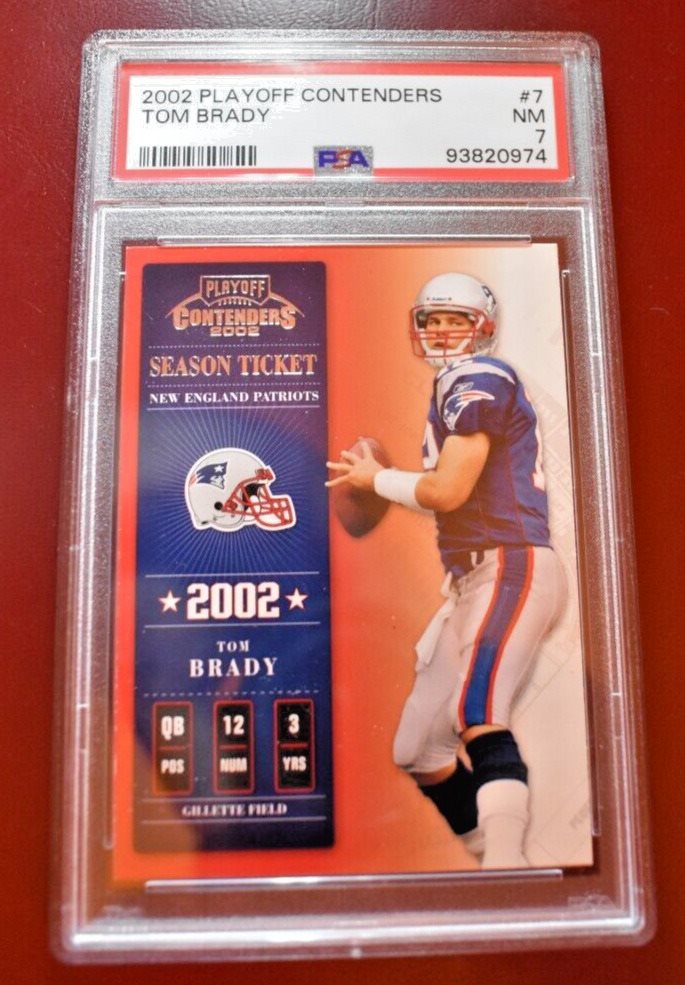 2002 PLAYOFF CONTENDERS #7
TOM BRADY NM
7
PSA 93820974
PLAYOFF
CONTENDERS
2002
SEASON TICKET
NEW ENGLAND PATRIOTS
2002
TOM
BRADY
QB 12 3
POS NUM YRS
GILLETTE FIELD